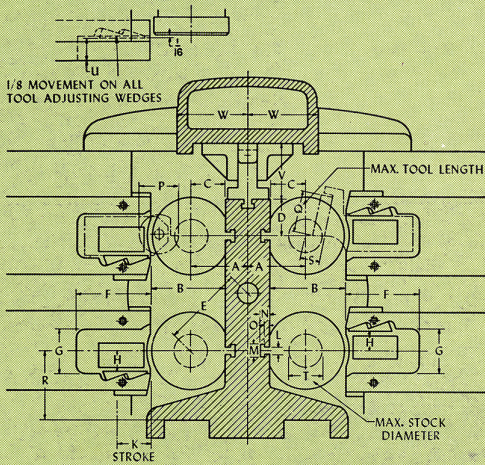 1/16
U
1/8 MOVEMENT ON ALL
TOOL ADJUSTING WEDGES
W W
V
MAX. TOOL LENGTH
P C C
Q
D
S
A A
B B
F E F
N
O
G H L H G
M
R T
K
STROKE
MAX. STOCK
DIAMETER